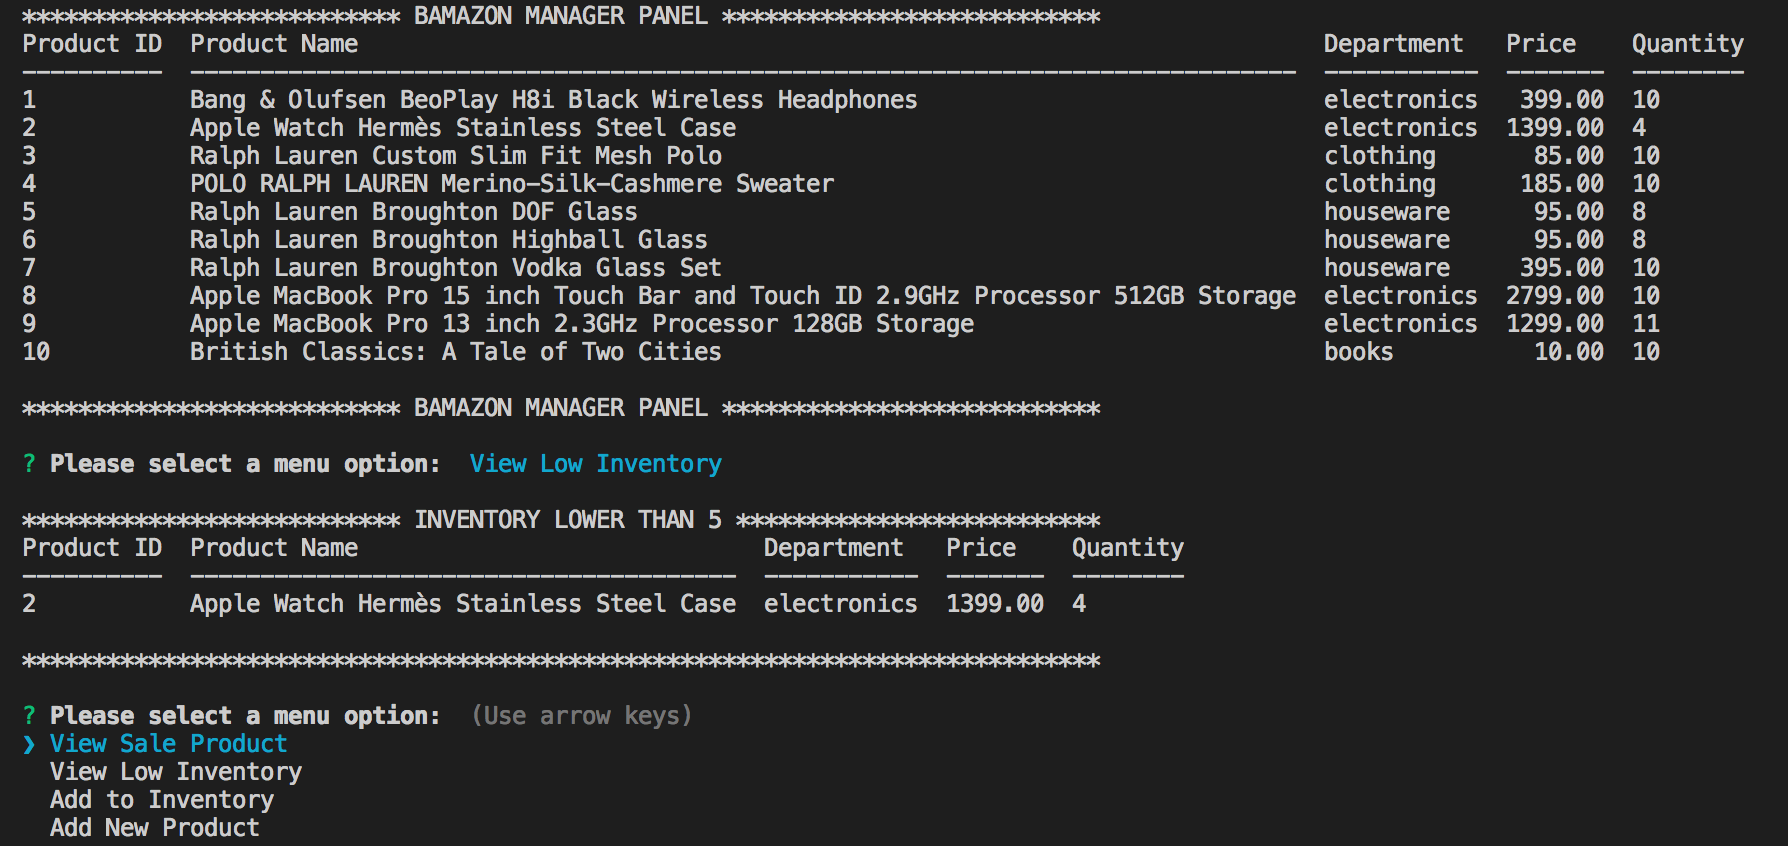 *************************** BAMAZON MANAGER PANEL ***************************
Product ID  Product Name                                                                     Department   Price    Quantity
----------  -------------------------------------------------------------------------------  -----------  -------  --------
1           Bang & Olufsen BeoPlay H8i Black Wireless Headphones                             electronics   399.00  10
2           Apple Watch Hermès Stainless Steel Case                                          electronics  1399.00  4
3           Ralph Lauren Custom Slim Fit Mesh Polo                                           clothing       85.00  10
4           POLO RALPH LAUREN Merino-Silk-Cashmere Sweater                                   clothing      185.00  10
5           Ralph Lauren Broughton DOF Glass                                                 houseware      95.00  8
6           Ralph Lauren Broughton Highball Glass                                            houseware      95.00  8
7           Ralph Lauren Broughton Vodka Glass Set                                           houseware     395.00  10
8           Apple MacBook Pro 15 inch Touch Bar and Touch ID 2.9GHz Processor 512GB Storage  electronics  2799.00  10
9           Apple MacBook Pro 13 inch 2.3GHz Processor 128GB Storage                         electronics  1299.00  11
10          British Classics: A Tale of Two Cities                                           books          10.00  10
*************************** BAMAZON MANAGER PANEL ***************************
? Please select a menu option:  View Low Inventory
*************************** INVENTORY LOWER THAN 5 **************************
Product ID  Product Name                             Department   Price    Quantity
----------  ---------------------------------------  -----------  -------  --------
2           Apple Watch Hermès Stainless Steel Case  electronics  1399.00  4
*****************************************************************************
? Please select a menu option:  (Use arrow keys)
❯ View Sale Product
  View Low Inventory
  Add to Inventory
  Add New Product